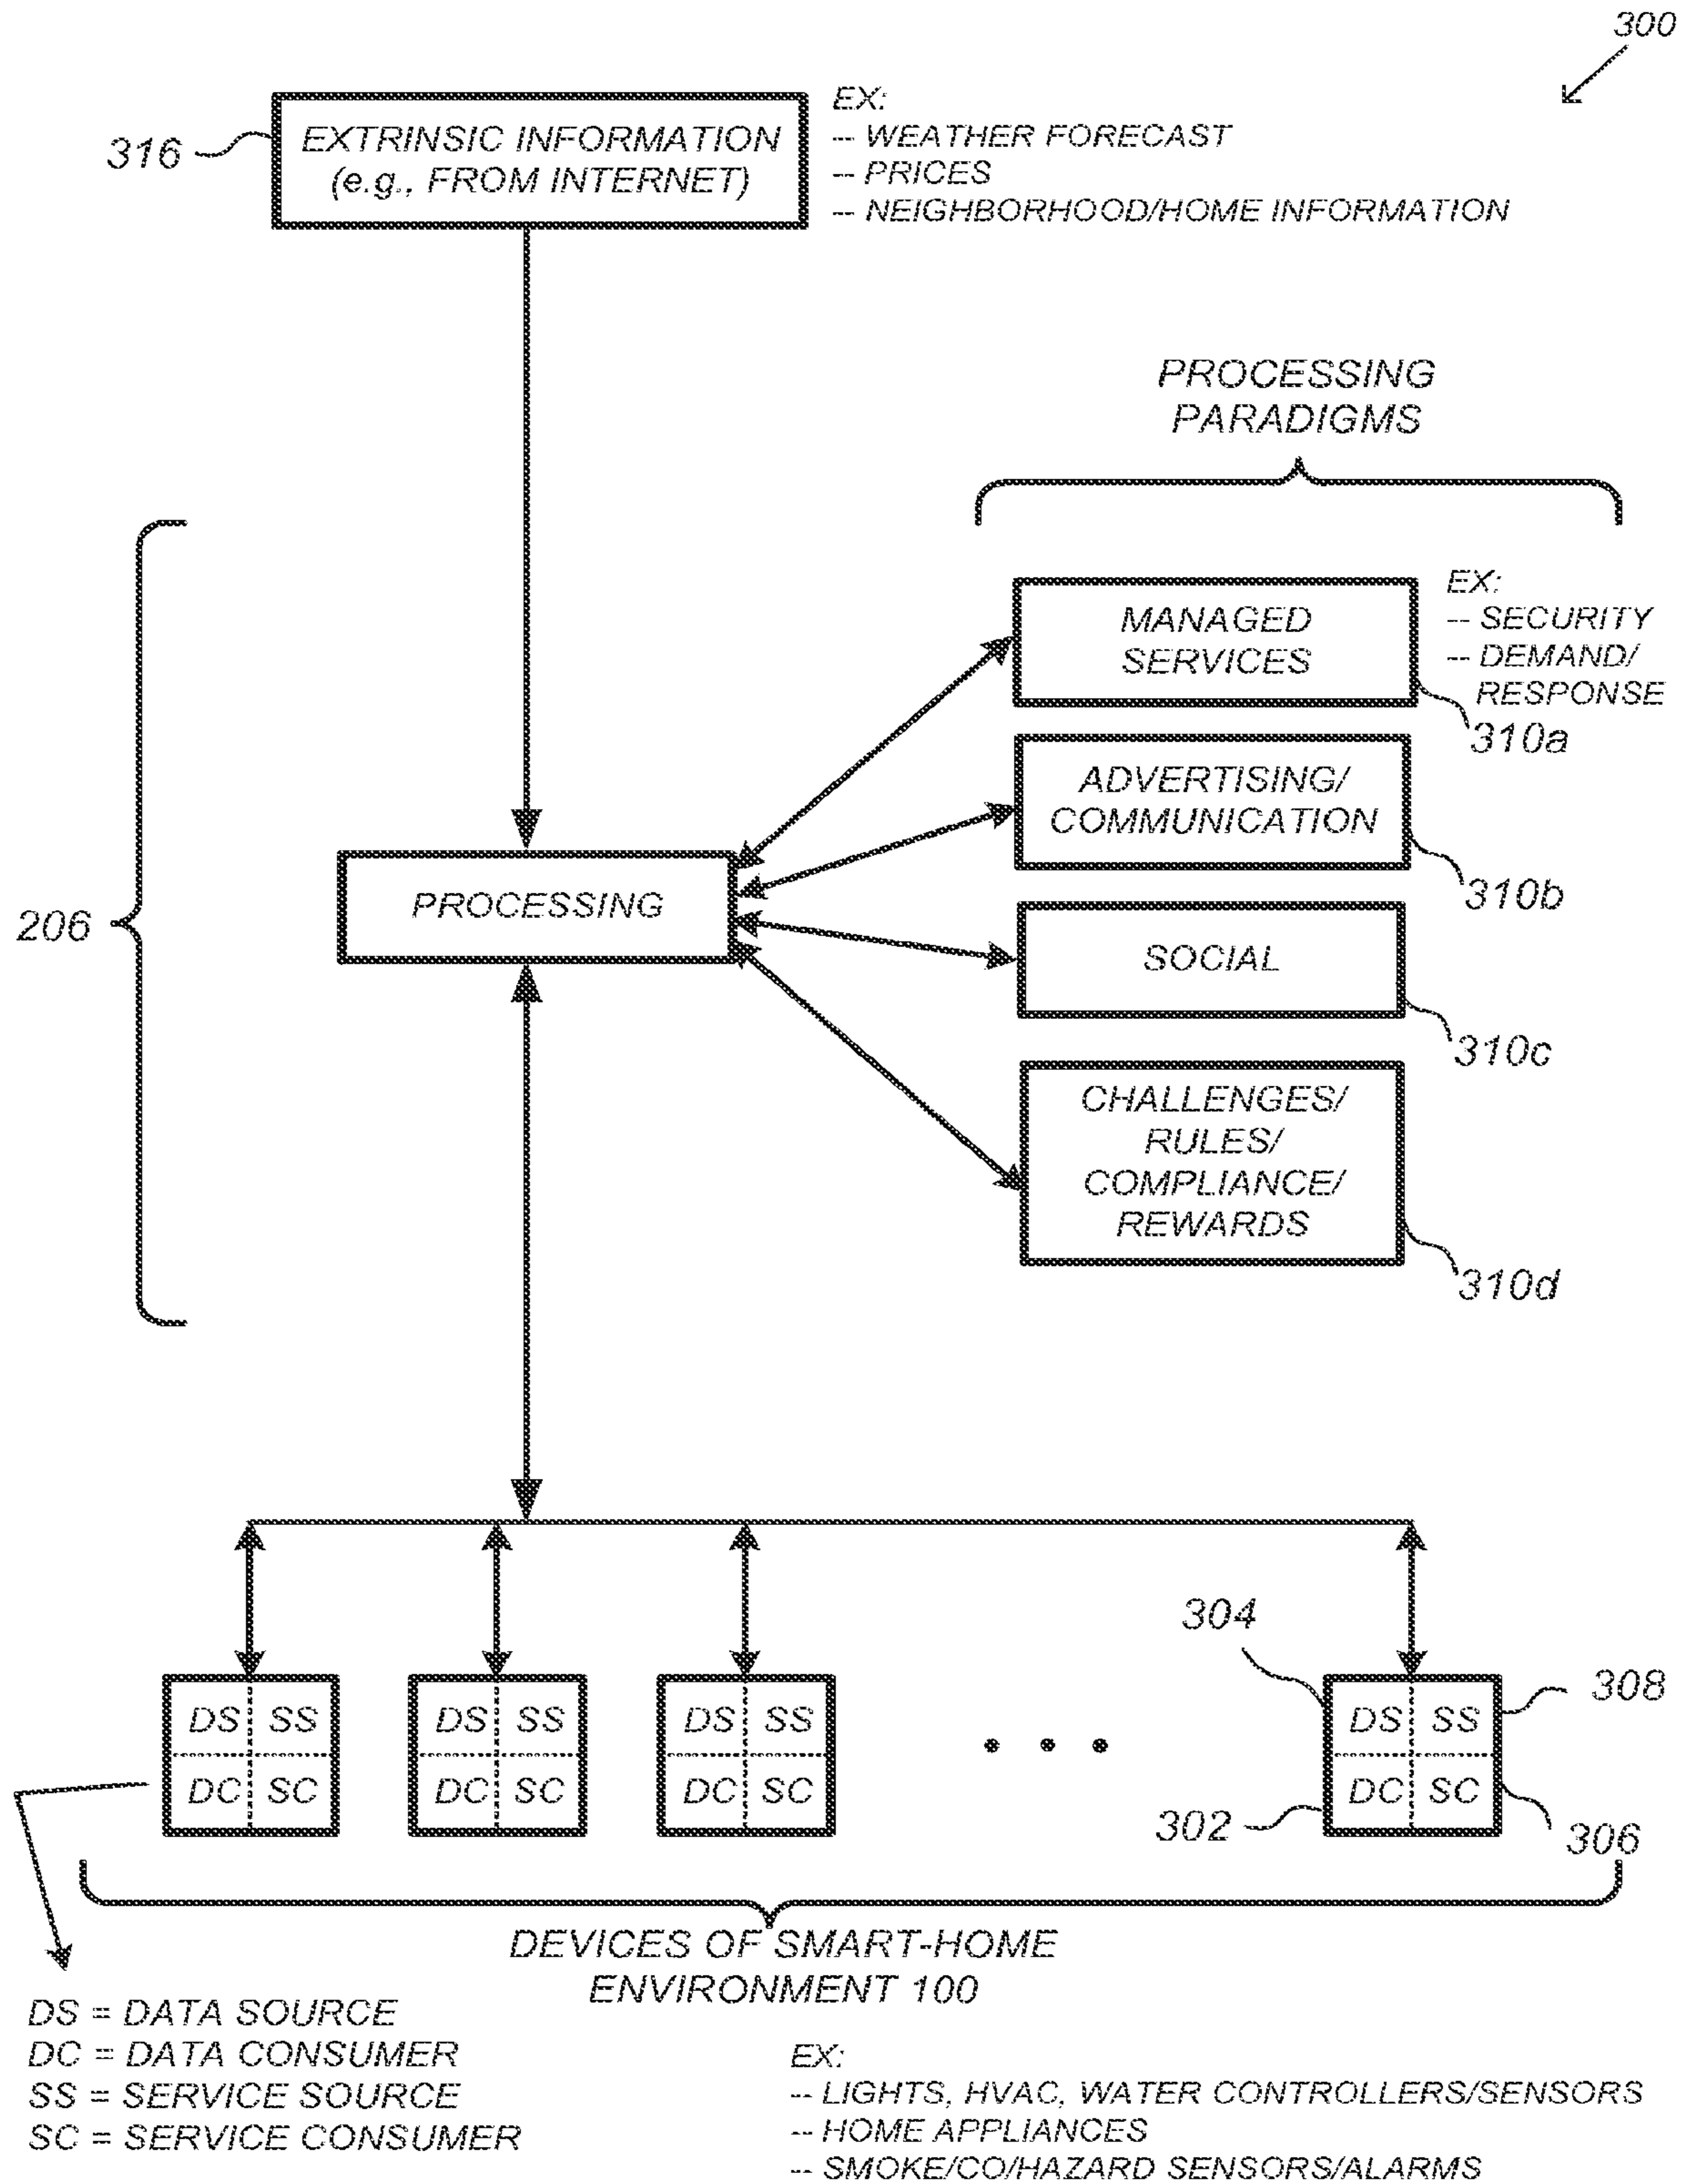 300
316
EXTRINSIC INFORMATION
(e.g., FROM INTERNET)
EX:
-- WEATHER FORECAST
-- PRICES
-- NEIGHBORHOOD/HOME INFORMATION
PROCESSING
PARADIGMS
206
PROCESSING
MANAGED
SERVICES
EX:
-- SECURITY
-- DEMAND/
RESPONSE
310a
ADVERTISING/
COMMUNICATION
310b
SOCIAL
310c
CHALLENGES/
RULES/
COMPLIANCE/
REWARDS
310d
DS SS
DC SC
DS SS
DC SC
DS SS
DC SC
• • •
304
308
DS SS
DC SC
302
306
DEVICES OF SMART-HOME
ENVIRONMENT 100
DS = DATA SOURCE
DC = DATA CONSUMER
SS = SERVICE SOURCE
SC = SERVICE CONSUMER
EX:
-- LIGHTS, HVAC, WATER CONTROLLERS/SENSORS
-- HOME APPLIANCES
-- SMOKE/CO/HAZARD SENSORS/ALARMS